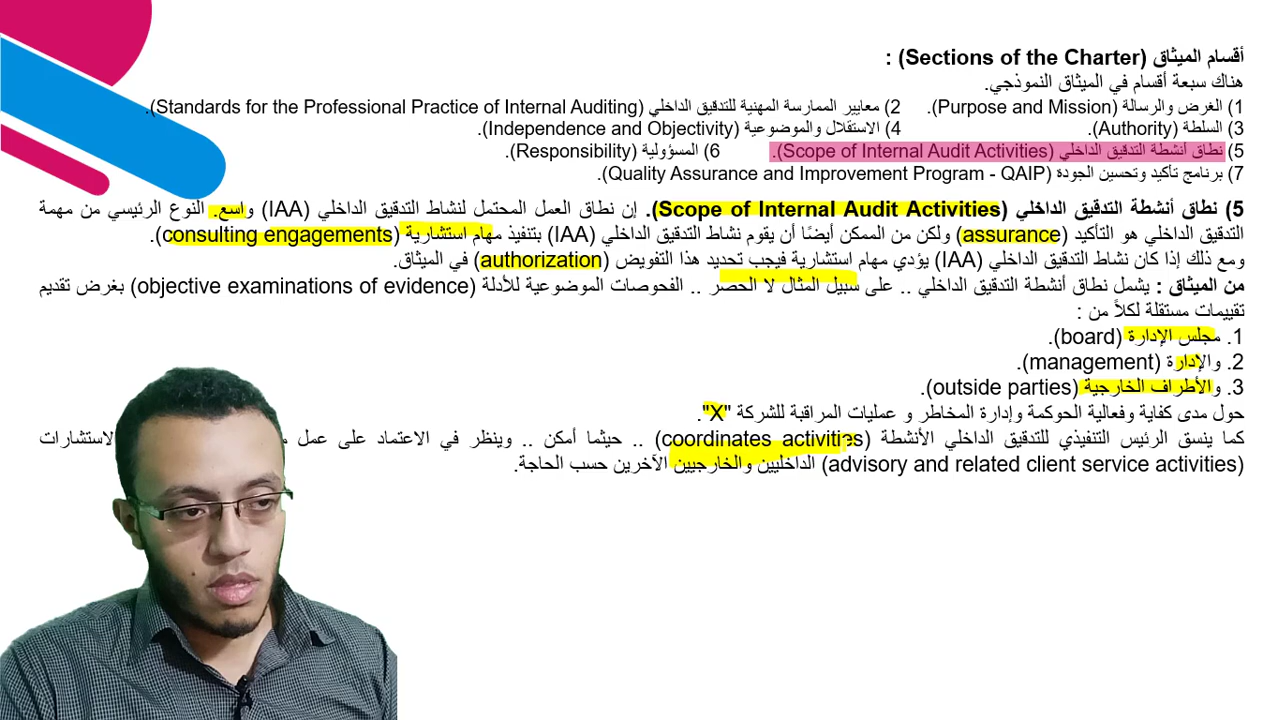 أقسام الميثاق (Sections of the Charter) :
هناك سبعة أقسام في الميثاق النموذجي.
1) الغرض والرسالة (Purpose and Mission). 2) معايير الممارسة المهنية للتدقيق الداخلي (Standards for the Professional Practice of Internal Auditing).
3) السلطة (Authority). 4) الاستقلال والموضوعية (Independence and Objectivity).
5) نطاق أنشطة التدقيق الداخلي (Scope of Internal Audit Activities). 6) المسؤولية (Responsibility).
7) برنامج تأكيد وتحسين الجودة (Quality Assurance and Improvement Program - QAIP).
5) نطاق أنشطة التدقيق الداخلي (Scope of Internal Audit Activities). إن نطاق العمل المحتمل لنشاط التدقيق الداخلي (IAA) واسع. النوع الرئيسي من مهمة
التدقيق الداخلي هو التأكيد (assurance) ولكن من الممكن أيضًا أن يقوم نشاط التدقيق الداخلي (IAA) بتنفيذ مهام استشارية (consulting engagements).
ومع ذلك إذا كان نشاط التدقيق الداخلي (IAA) يؤدي مهام استشارية فيجب تحديد هذا التفويض (authorization) في الميثاق.
من الميثاق : يشمل نطاق أنشطة التدقيق الداخلي .. على سبيل المثال لا الحصر .. الفحوصات الموضوعية للأدلة (objective examinations of evidence) بغرض تقديم
تقييمات مستقلة لكلاً من :
1. مجلس الإدارة (board).
2. والإدارة (management).
3. والأطراف الخارجية (outside parties).
حول مدى كفاية وفعالية الحوكمة وإدارة المخاطر و عمليات المراقبة للشركة "X".
كما ينسق الرئيس التنفيذي للتدقيق الداخلي الأنشطة (coordinates activities) .. حيثما أمكن .. وينظر في الاعتماد على عمل الاستشارات
(advisory and related client service activities) الداخليين والخارجيين الآخرين حسب الحاجة.